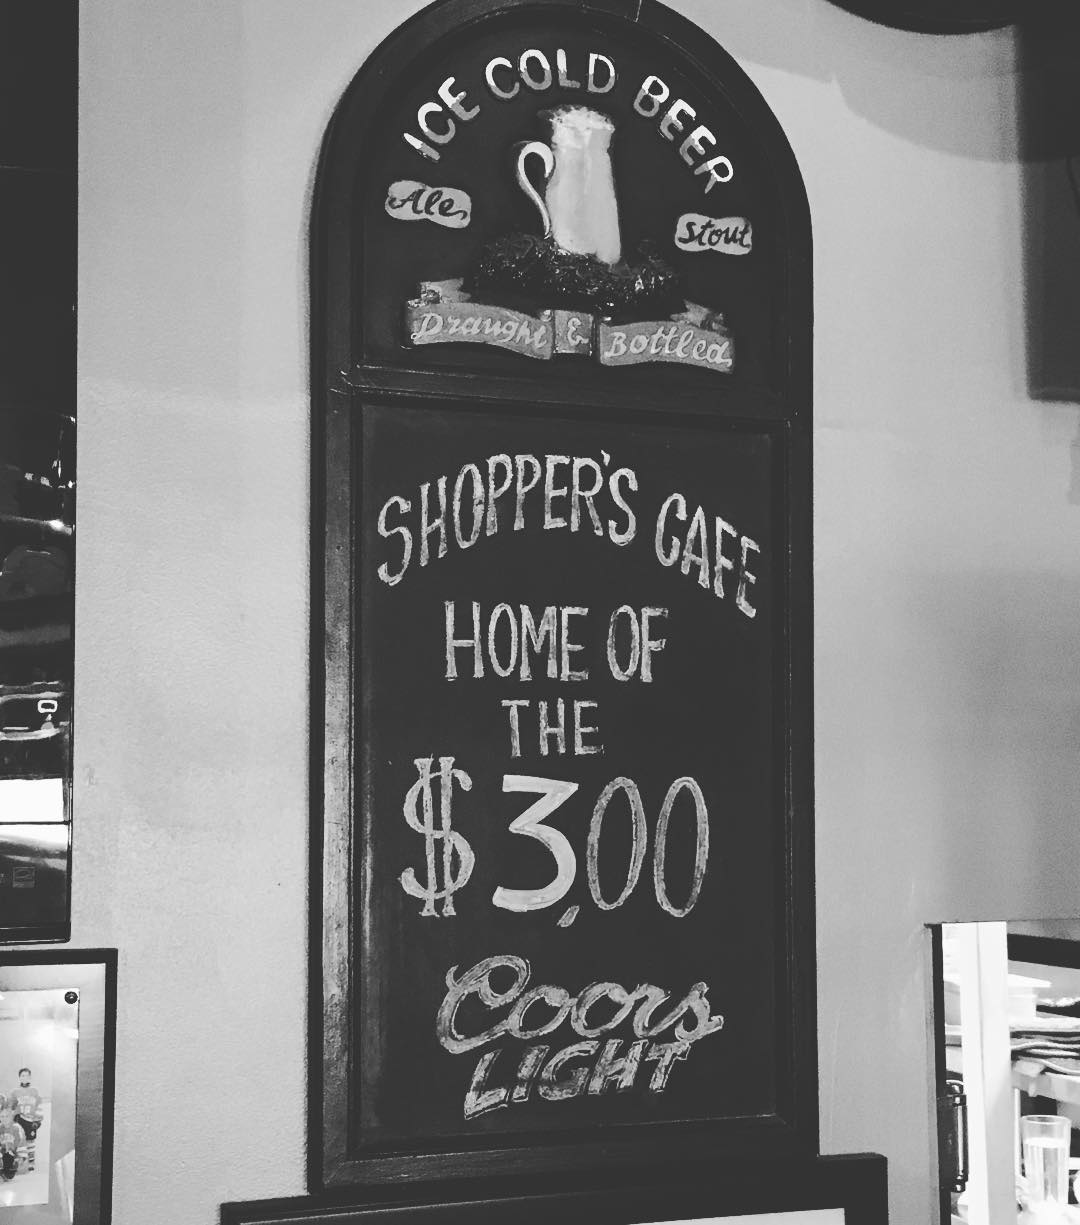 ICE COLD BEER
Ale
Stout
Draught & Bottled
SHOPPER'S CAFE
HOME OF
THE
$3.00
Coors
LIGHT